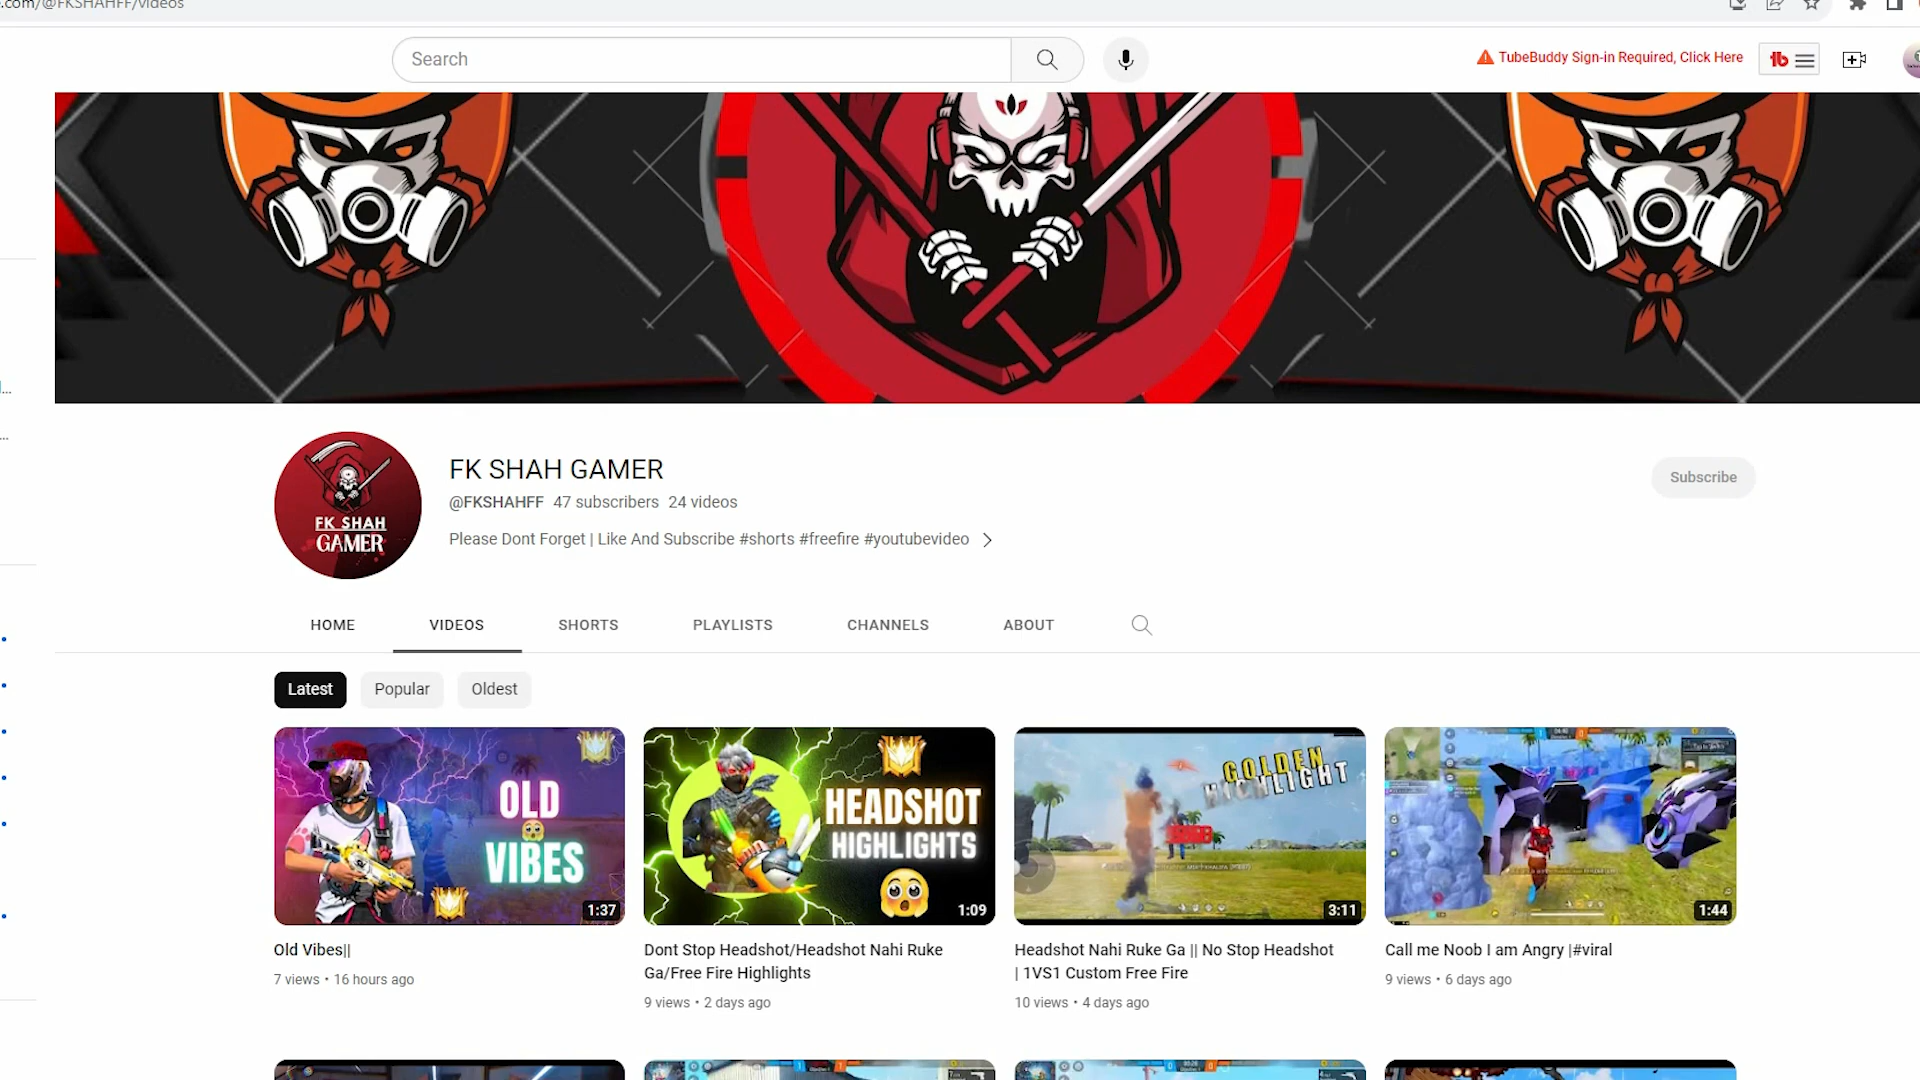 e.com/@FKSHAHFF/videos
Search
TubeBuddy Sign-in Required, Click Here
tb
FK SHAH
GAMER
FK SHAH GAMER
@FKSHAHFF 47 subscribers 24 videos
Please Dont Forget | Like And Subscribe #shorts #freefire #youtubevideo
Subscribe
HOME VIDEOS SHORTS PLAYLISTS CHANNELS ABOUT
Latest Popular Oldest
OLD
VIBES
1:37
HEADSHOT
HIGHLIGHTS
1:09
GOLDEN
HIGHLIGHT
3:11
1:44
Old Vibes||
7 views • 16 hours ago
Dont Stop Headshot/Headshot Nahi Ruke
Ga/Free Fire Highlights
9 views • 2 days ago
Headshot Nahi Ruke Ga || No Stop Headshot
| 1VS1 Custom Free Fire
10 views • 4 days ago
Call me Noob I am Angry |#viral
9 views • 6 days ago